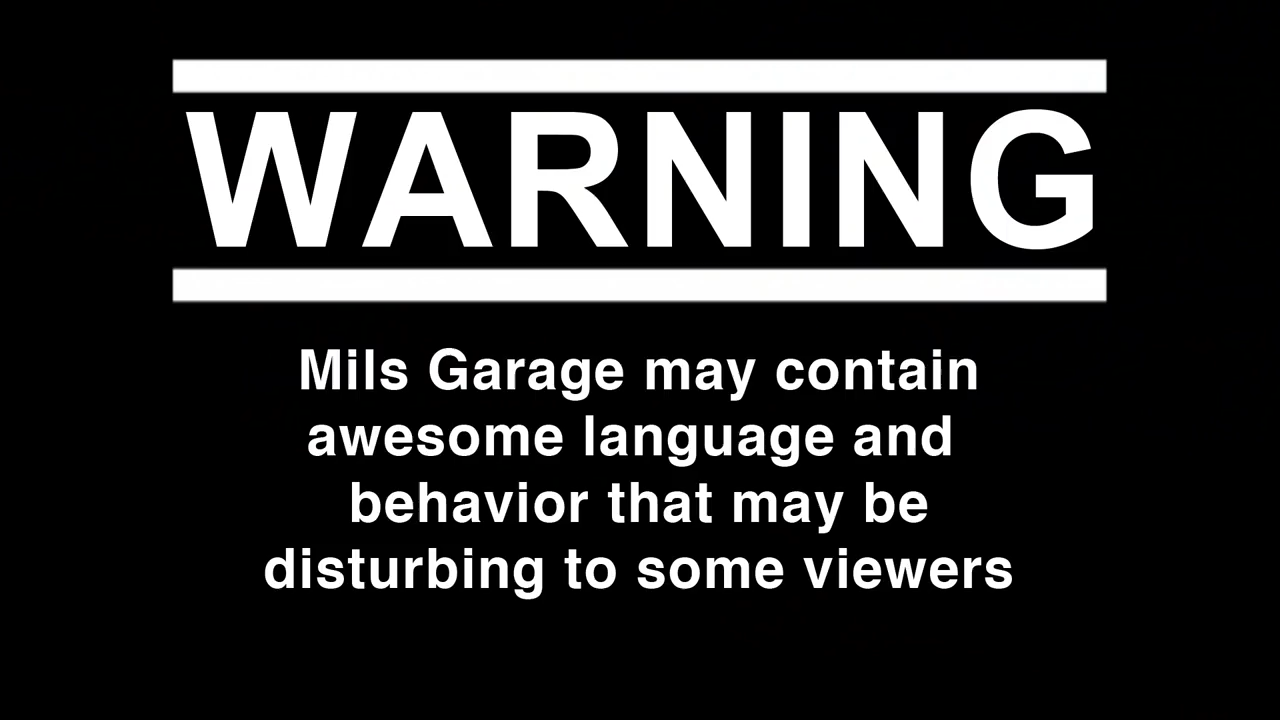 WARNING
Mils Garage may contain
awesome language and
behavior that may be
disturbing to some viewers